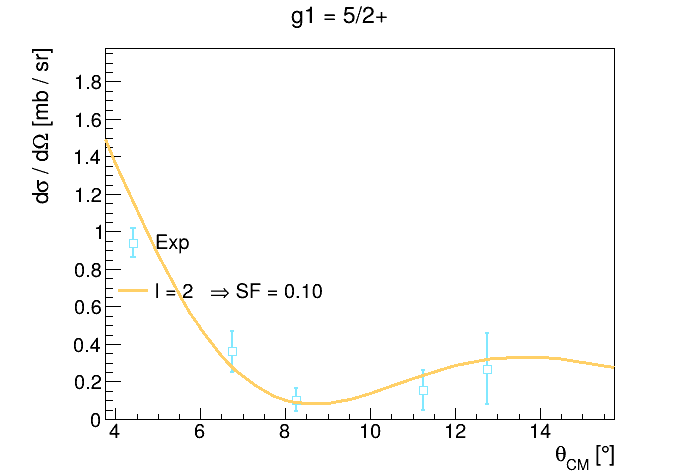 g1 = 5/2+
dσ / dΩ [mb / sr]
1.8
1.6
1.4
1.2
1
0.8
0.6
0.4
0.2
0
Exp
l = 2 ⇒ SF = 0.10
4 6 8 10 12 14
θCM [°]